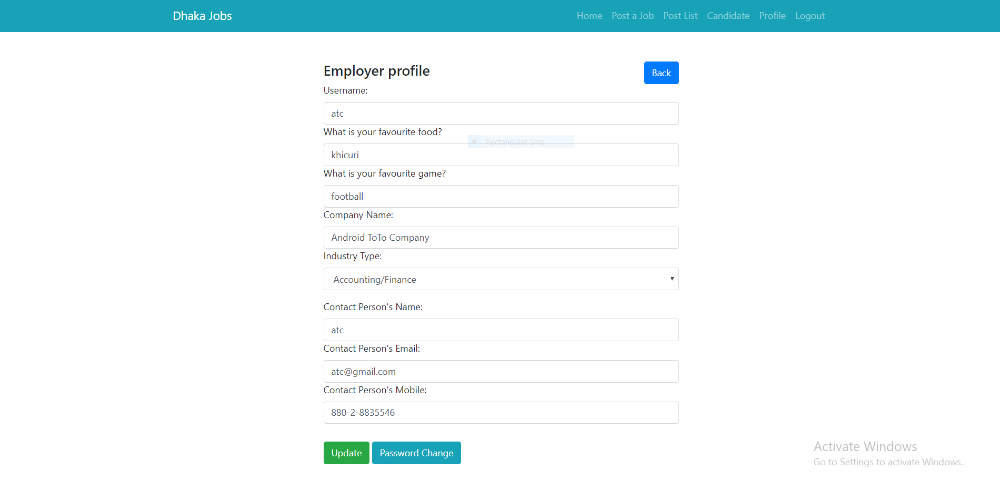 Dhaka Jobs
Home Post a Job Post List Candidate Profile Logout
Employer profile
Back
Username:
atc
What is your favourite food?
Rectangular Snip
khicuri
What is your favourite game?
football
Company Name:
Android ToTo Company
Industry Type:
Accounting/Finance
Contact Person's Name:
atc
Contact Person's Email:
atc@gmail.com
Contact Person's Mobile:
880-2-8835546
Update Password Change
Activate Windows
Go to Settings to activate Windows.